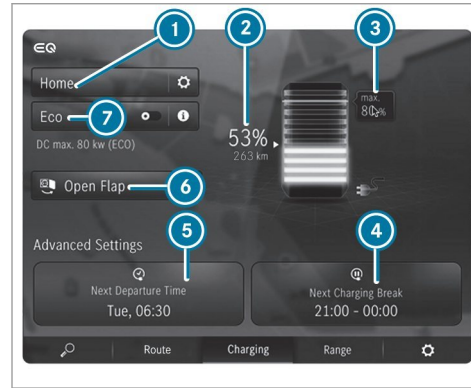 1
2
3
EQ
Home
max.
80 %
Eco
7
53%
263 km
DC max. 80 kw (ECO)
Open Flap
6
5
4
Advanced Settings
Next Departure Time
Tue, 06:30
Next Charging Break
21:00 - 00:00
Route
Charging
Range